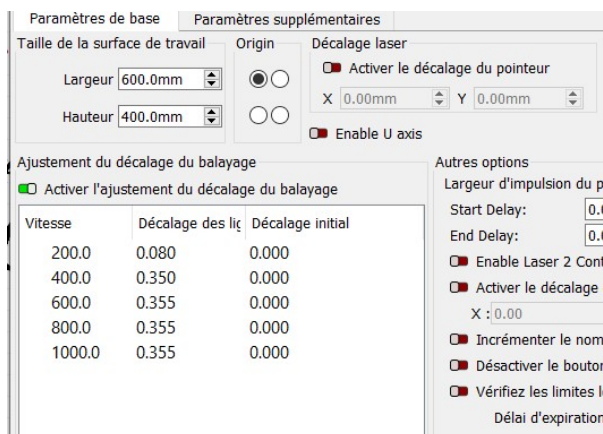 Paramètres de base Paramètres supplémentaires
Taille de la surface de travail Origin Décalage laser
Largeur 600.0mm Activer le décalage du pointeur
X 0.00mm Y 0.00mm
Hauteur 400.0mm
Enable U axis
Ajustement du décalage du balayage Autres options
Activer l'ajustement du décalage du balayage Largeur d'impulsion du p
Vitesse Décalage des lig Décalage initial Start Delay: 0.
200.0 0.080 0.000 End Delay: 0.
400.0 0.350 0.000 Enable Laser 2 Cont
600.0 0.355 0.000 Activer le décalage
800.0 0.355 0.000 X : 0.00
1000.0 0.355 0.000 Incrémenter le nom
Désactiver le bouton
Vérifiez les limites l
Délai d'expiration